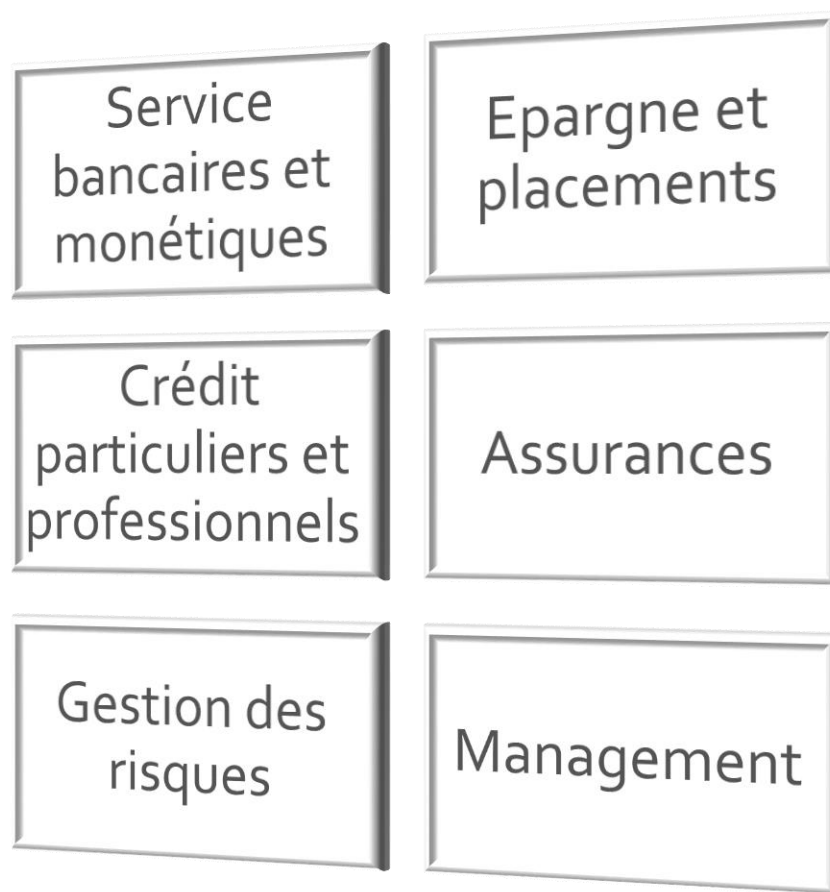 Service
bancaires et
monétiques
Epargne et
placements
Crédit
particuliers et
professionnels
Assurances
Gestion des
risques
Management